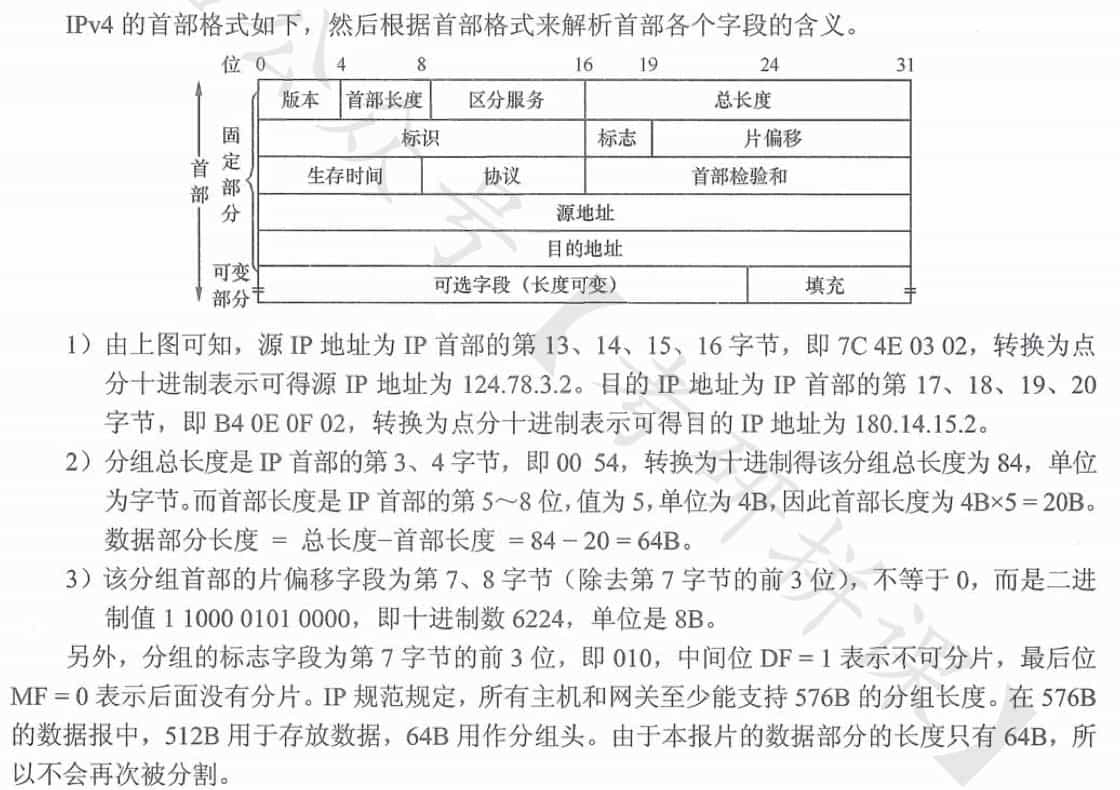 IPv4 的首部格式如下，然后根据首部格式来解析首部各个字段的含义。
位 0 4 8 16 19 24 31
版本 首部长度 区分服务 总长度
标识 标志 片偏移
生存时间 协议 首部检验和
源地址
目的地址
可选字段（长度可变） 填充
首部
固定部分
可变部分
1）由上图可知，源 IP 地址为 IP 首部的第 13、14、15、16 字节，即 7C 4E 03 02，转换为点
分十进制表示可得源 IP 地址为 124.78.3.2。目的 IP 地址为 IP 首部的第 17、18、19、20
字节，即 B4 0E 0F 02，转换为点分十进制表示可得目的 IP 地址为 180.14.15.2。
2）分组总长度是 IP 首部的第 3、4 字节，即 00 54，转换为十进制得该分组总长度为 84，单位
为字节。而首部长度是 IP 首部的第 5～8 位，值为 5，单位为 4B，因此首部长度为 4B×5 = 20B。
数据部分长度 = 总长度−首部长度 = 84 − 20 = 64B。
3）该分组首部的片偏移字段为第 7、8 字节（除去第 7 字节的前 3 位），不等于 0，而是二进
制值 1 1000 0101 0000，即十进制数 6224，单位是 8B。
另外，分组的标志字段为第 7 字节的前 3 位，即 010，中间位 DF = 1 表示不可分片，最后位
MF = 0 表示后面没有分片。IP 规范规定，所有主机和网关至少能支持 576B 的分组长度。在 576B
的数据报中，512B 用于存放数据，64B 用作分组头。由于本报片的数据部分的长度只有 64B，所
以不会再次被分割。
公众号【考研拼课】